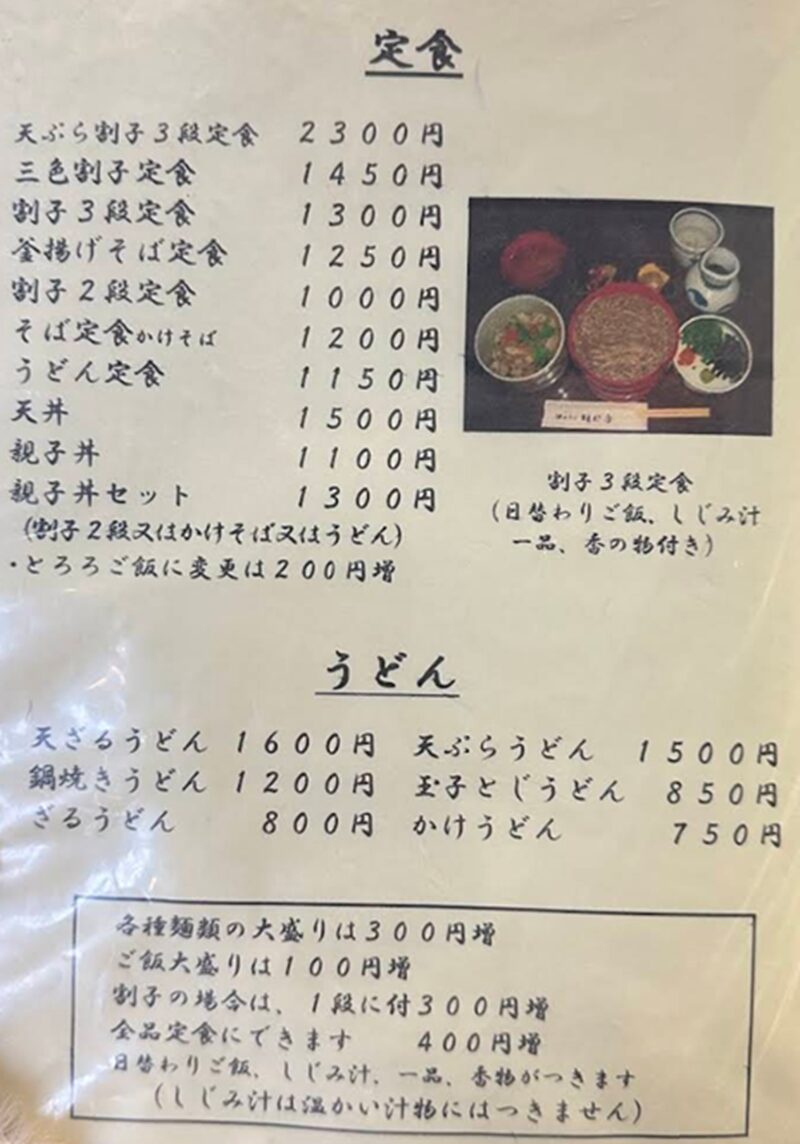 定食
天ぷら割子３段定食 ２３００円
三色割子定食 １４５０円
割子３段定食 １３００円
釜揚げそば定食 １２５０円
割子２段定食 １０００円
そば定食かけそば １２００円
うどん定食 １１５０円
天丼 １５００円
親子丼 １１００円
親子丼セット １３００円
（割子２段又はかけそば又はうどん）
・とろろご飯に変更は２００円増
割子３段定食
（日替わりご飯、しじみ汁
一品、香の物付き）
うどん
天ざるうどん １６００円 天ぷらうどん １５００円
鍋焼きうどん １２００円 玉子とじうどん ８５０円
ざるうどん ８００円 かけうどん ７５０円
各種麺類の大盛りは３００円増
ご飯大盛りは１００円増
割子の場合は、１段に付３００円増
全品定食にできます ４００円増
日替わりご飯、しじみ汁、一品、香物がつきます
（しじみ汁は温かい汁物にはつきません）